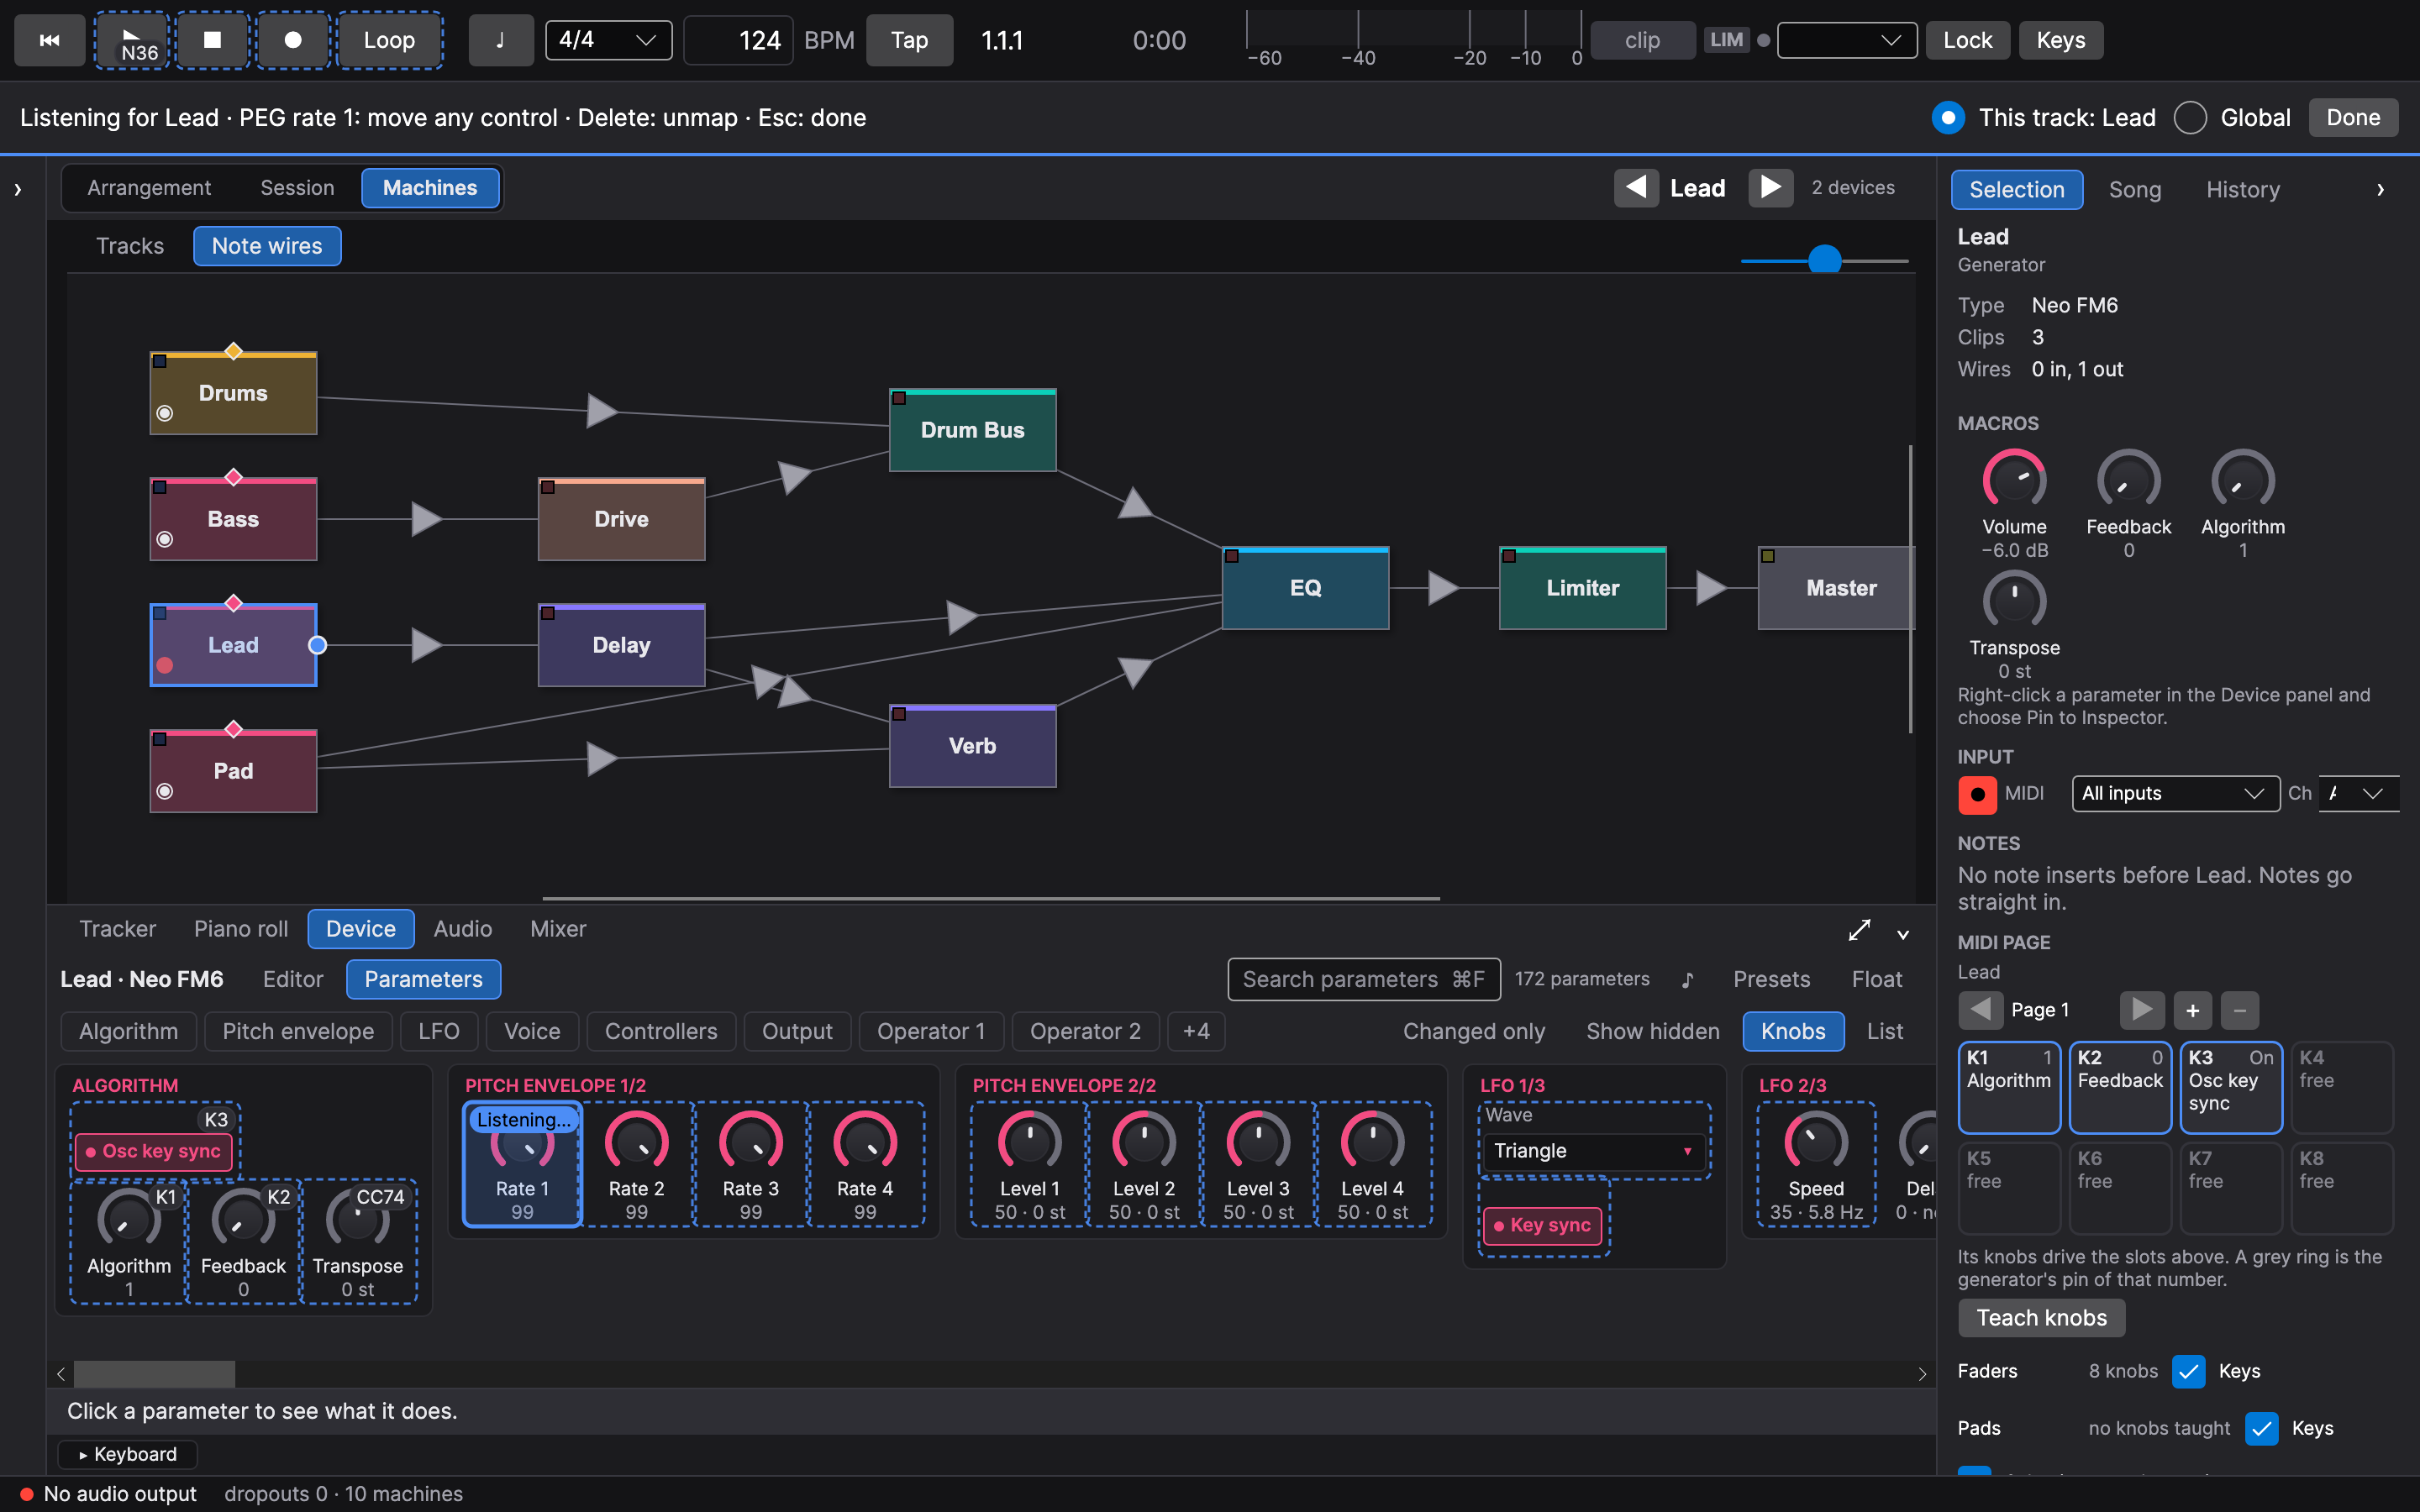 N36 Loop 4/4 124 BPM Tap 1.1.1 0:00 −60 −40 −20 −10 0 clip LIM Lock Keys
Listening for Lead · PEG rate 1: move any control · Delete: unmap · Esc: done This track: Lead Global Done
Arrangement Session Machines Lead 2 devices
Tracks Note wires
Drums
Drum Bus
Bass
Drive
EQ
Limiter
Master
Lead
Delay
Verb
Pad
Selection Song History
Lead
Generator
Type Neo FM6
Clips 3
Wires 0 in, 1 out
MACROS
Volume Feedback Algorithm
−6.0 dB 0 1
Transpose
0 st
Right-click a parameter in the Device panel and
choose Pin to Inspector.
INPUT
MIDI All inputs Ch
NOTES
No note inserts before Lead. Notes go
straight in.
MIDI PAGE
Lead
Page 1 + −
K1 1 K2 0 K3 On K4
Algorithm Feedback Osc key free
sync
K5 K6 K7 K8
free free free free
Its knobs drive the slots above. A grey ring is the
generator's pin of that number.
Teach knobs
Faders 8 knobs Keys
Pads no knobs taught Keys
Tracker Piano roll Device Audio Mixer
Lead · Neo FM6 Editor Parameters Search parameters ⌘F 172 parameters Presets Float
Algorithm Pitch envelope LFO Voice Controllers Output Operator 1 Operator 2 +4 Changed only Show hidden Knobs List
ALGORITHM PITCH ENVELOPE 1/2 PITCH ENVELOPE 2/2 LFO 1/3 LFO 2/3
K3
Osc key sync
K1 K2 CC74
Algorithm Feedback Transpose
1 0 0 st
Listening...
Rate 1 Rate 2 Rate 3 Rate 4
99 99 99 99
Level 1 Level 2 Level 3 Level 4
50 · 0 st 50 · 0 st 50 · 0 st 50 · 0 st
Wave
Triangle
Key sync
Speed
35 · 5.8 Hz
Click a parameter to see what it does.
Keyboard
No audio output dropouts 0 · 10 machines